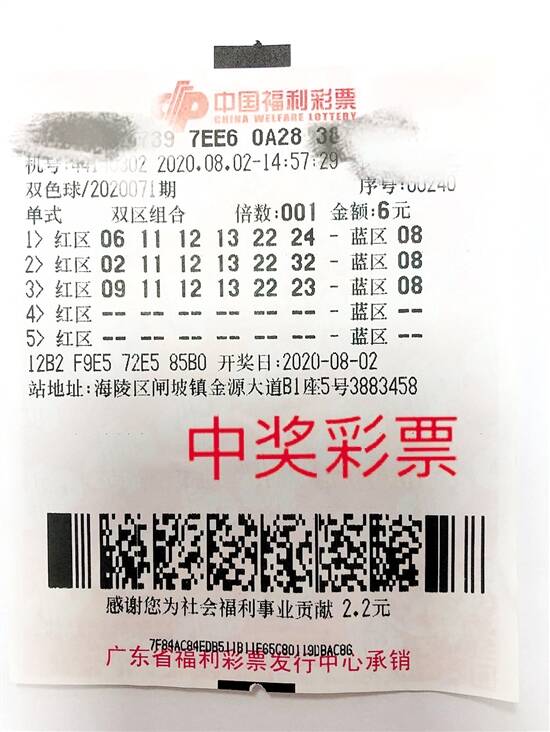 中国福利彩票
CHINA WELFARE LOTTERY
7EE6 0A28 38
机号: 2020.08.02-14:57:29
双色球/2020071期 序号:00240
单式 双区组合 倍数:001 金额:6元
1> 红区 06 11 12 13 22 24 - 蓝区 08
2> 红区 02 11 12 13 22 32 - 蓝区 08
3> 红区 09 11 12 13 22 23 - 蓝区 08
4> 红区 -- -- -- -- -- -- - 蓝区 --
5> 红区 -- -- -- -- -- -- - 蓝区 --
12B2 F9E5 72E5 85B0 开奖日:2020-08-02
站地址:海陵区闸坡镇金源大道B1座5号3883458
中奖彩票
感谢您为社会福利事业贡献 2.2元
广东省福利彩票发行中心承销